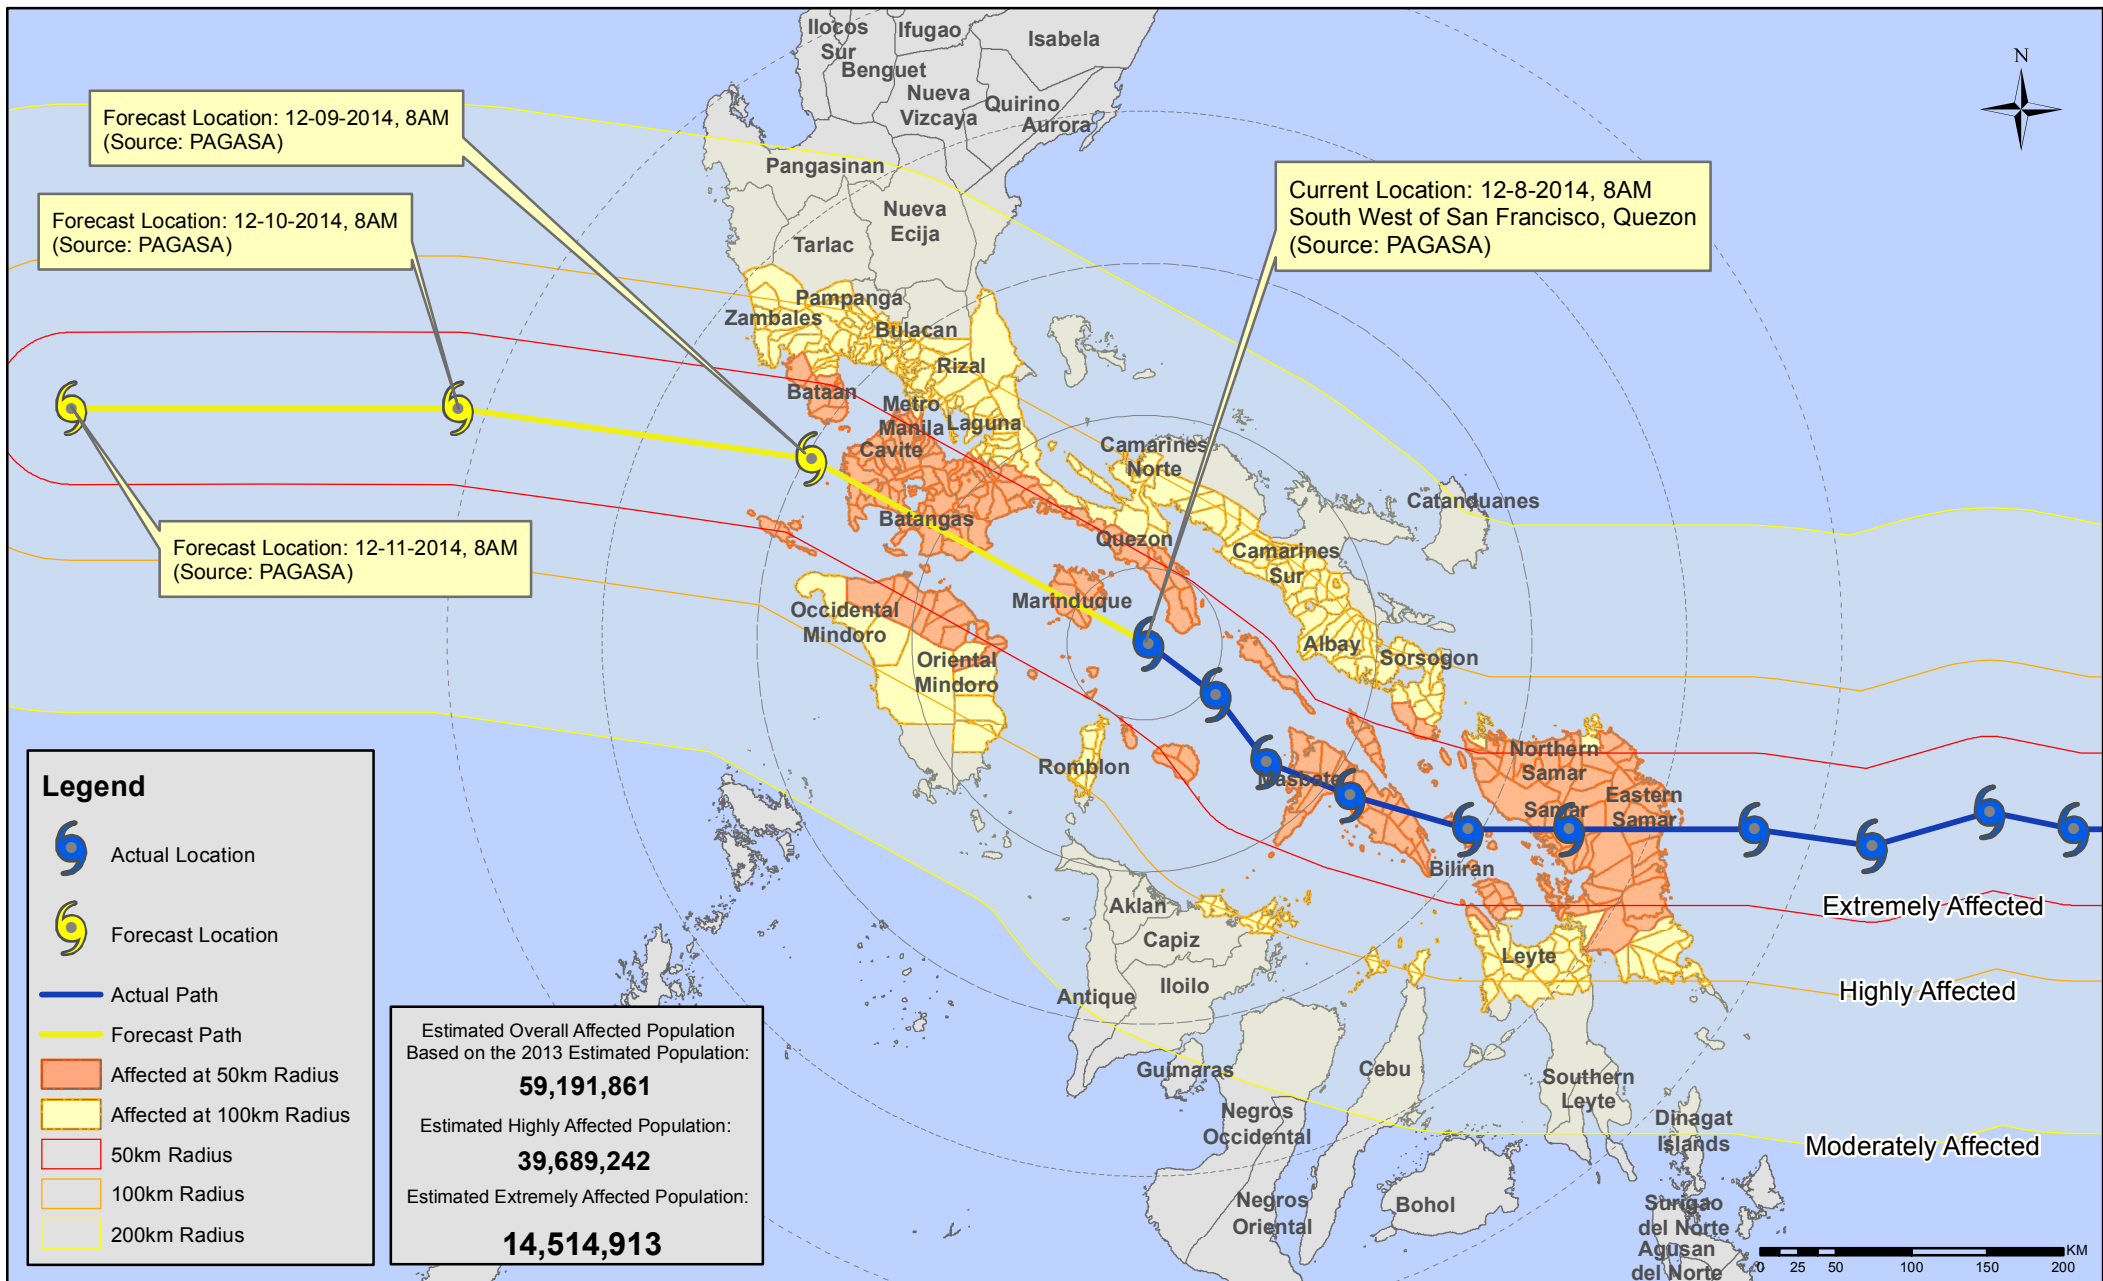 Ilocos
Sur
Ifugao
Isabela
Benguet
Nueva
Vizcaya
Quirino
Aurora
N
Forecast Location: 12-09-2014, 8AM
(Source: PAGASA)
Pangasinan
Current Location: 12-8-2014, 8AM
South West of San Francisco, Quezon
(Source: PAGASA)
Forecast Location: 12-10-2014, 8AM
(Source: PAGASA)
Nueva
Ecija
Tarlac
Pampanga
Zambales
Bulacan
Rizal
Bataan
Metro
Manila
Laguna
Cavite
Camarines
Norte
Catanduanes
Batangas
Quezon
Forecast Location: 12-11-2014, 8AM
(Source: PAGASA)
Camarines
Sur
Marinduque
Occidental
Mindoro
Albay
Sorsogon
Oriental
Mindoro
Romblon
Masbate
Northern
Samar
Samar
Eastern
Samar
Biliran
Extremely Affected
Aklan
Capiz
Leyte
Iloilo
Antique
Highly Affected
Guimaras
Cebu
Southern
Leyte
Negros
Occidental
Dinagat
Islands
Moderately Affected
Negros
Oriental
Bohol
Surigao
del Norte
Agusan
del Norte
Legend
Actual Location
Forecast Location
Actual Path
Forecast Path
Affected at 50km Radius
Affected at 100km Radius
50km Radius
100km Radius
200km Radius
Estimated Overall Affected Population
Based on the 2013 Estimated Population:
59,191,861
Estimated Highly Affected Population:
39,689,242
Estimated Extremely Affected Population:
14,514,913
KM
0 25 50 100 150 200